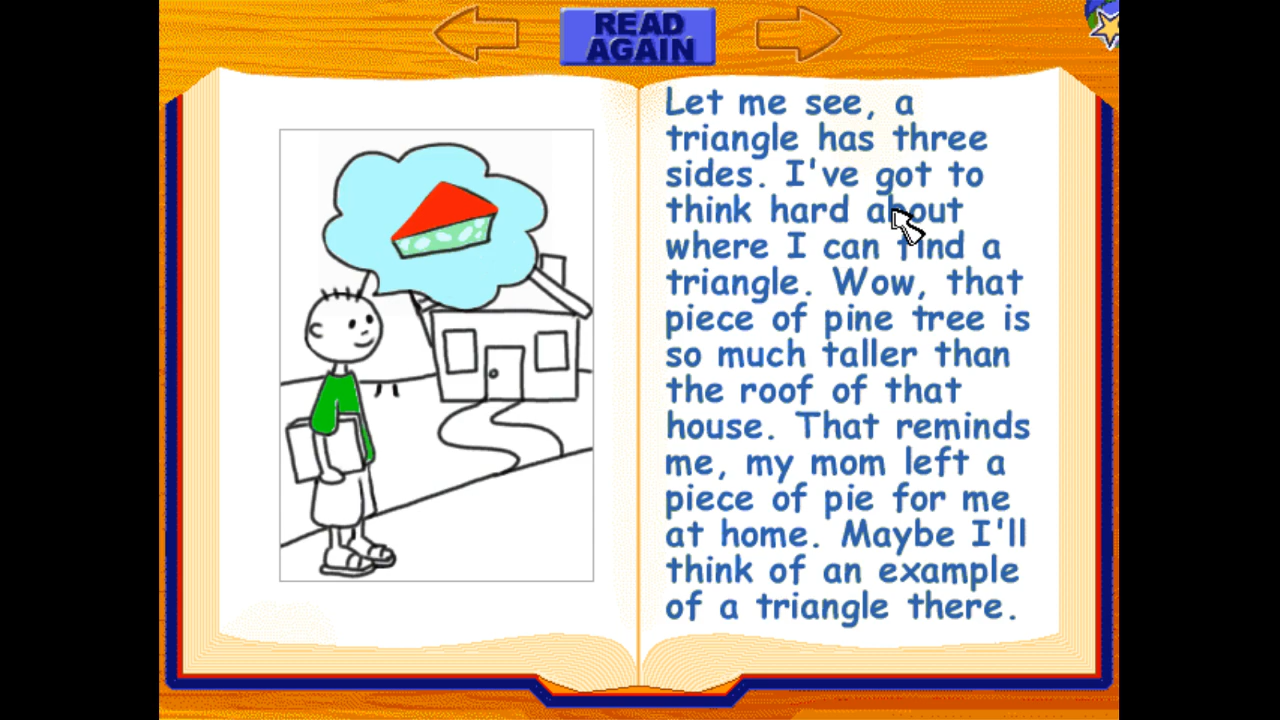 READ
AGAIN
Let me see, a
triangle has three
sides. I've got to
think hard about
where I can find a
triangle. Wow, that
piece of pine tree is
so much taller than
the roof of that
house. That reminds
me, my mom left a
piece of pie for me
at home. Maybe I'll
think of an example
of a triangle there.